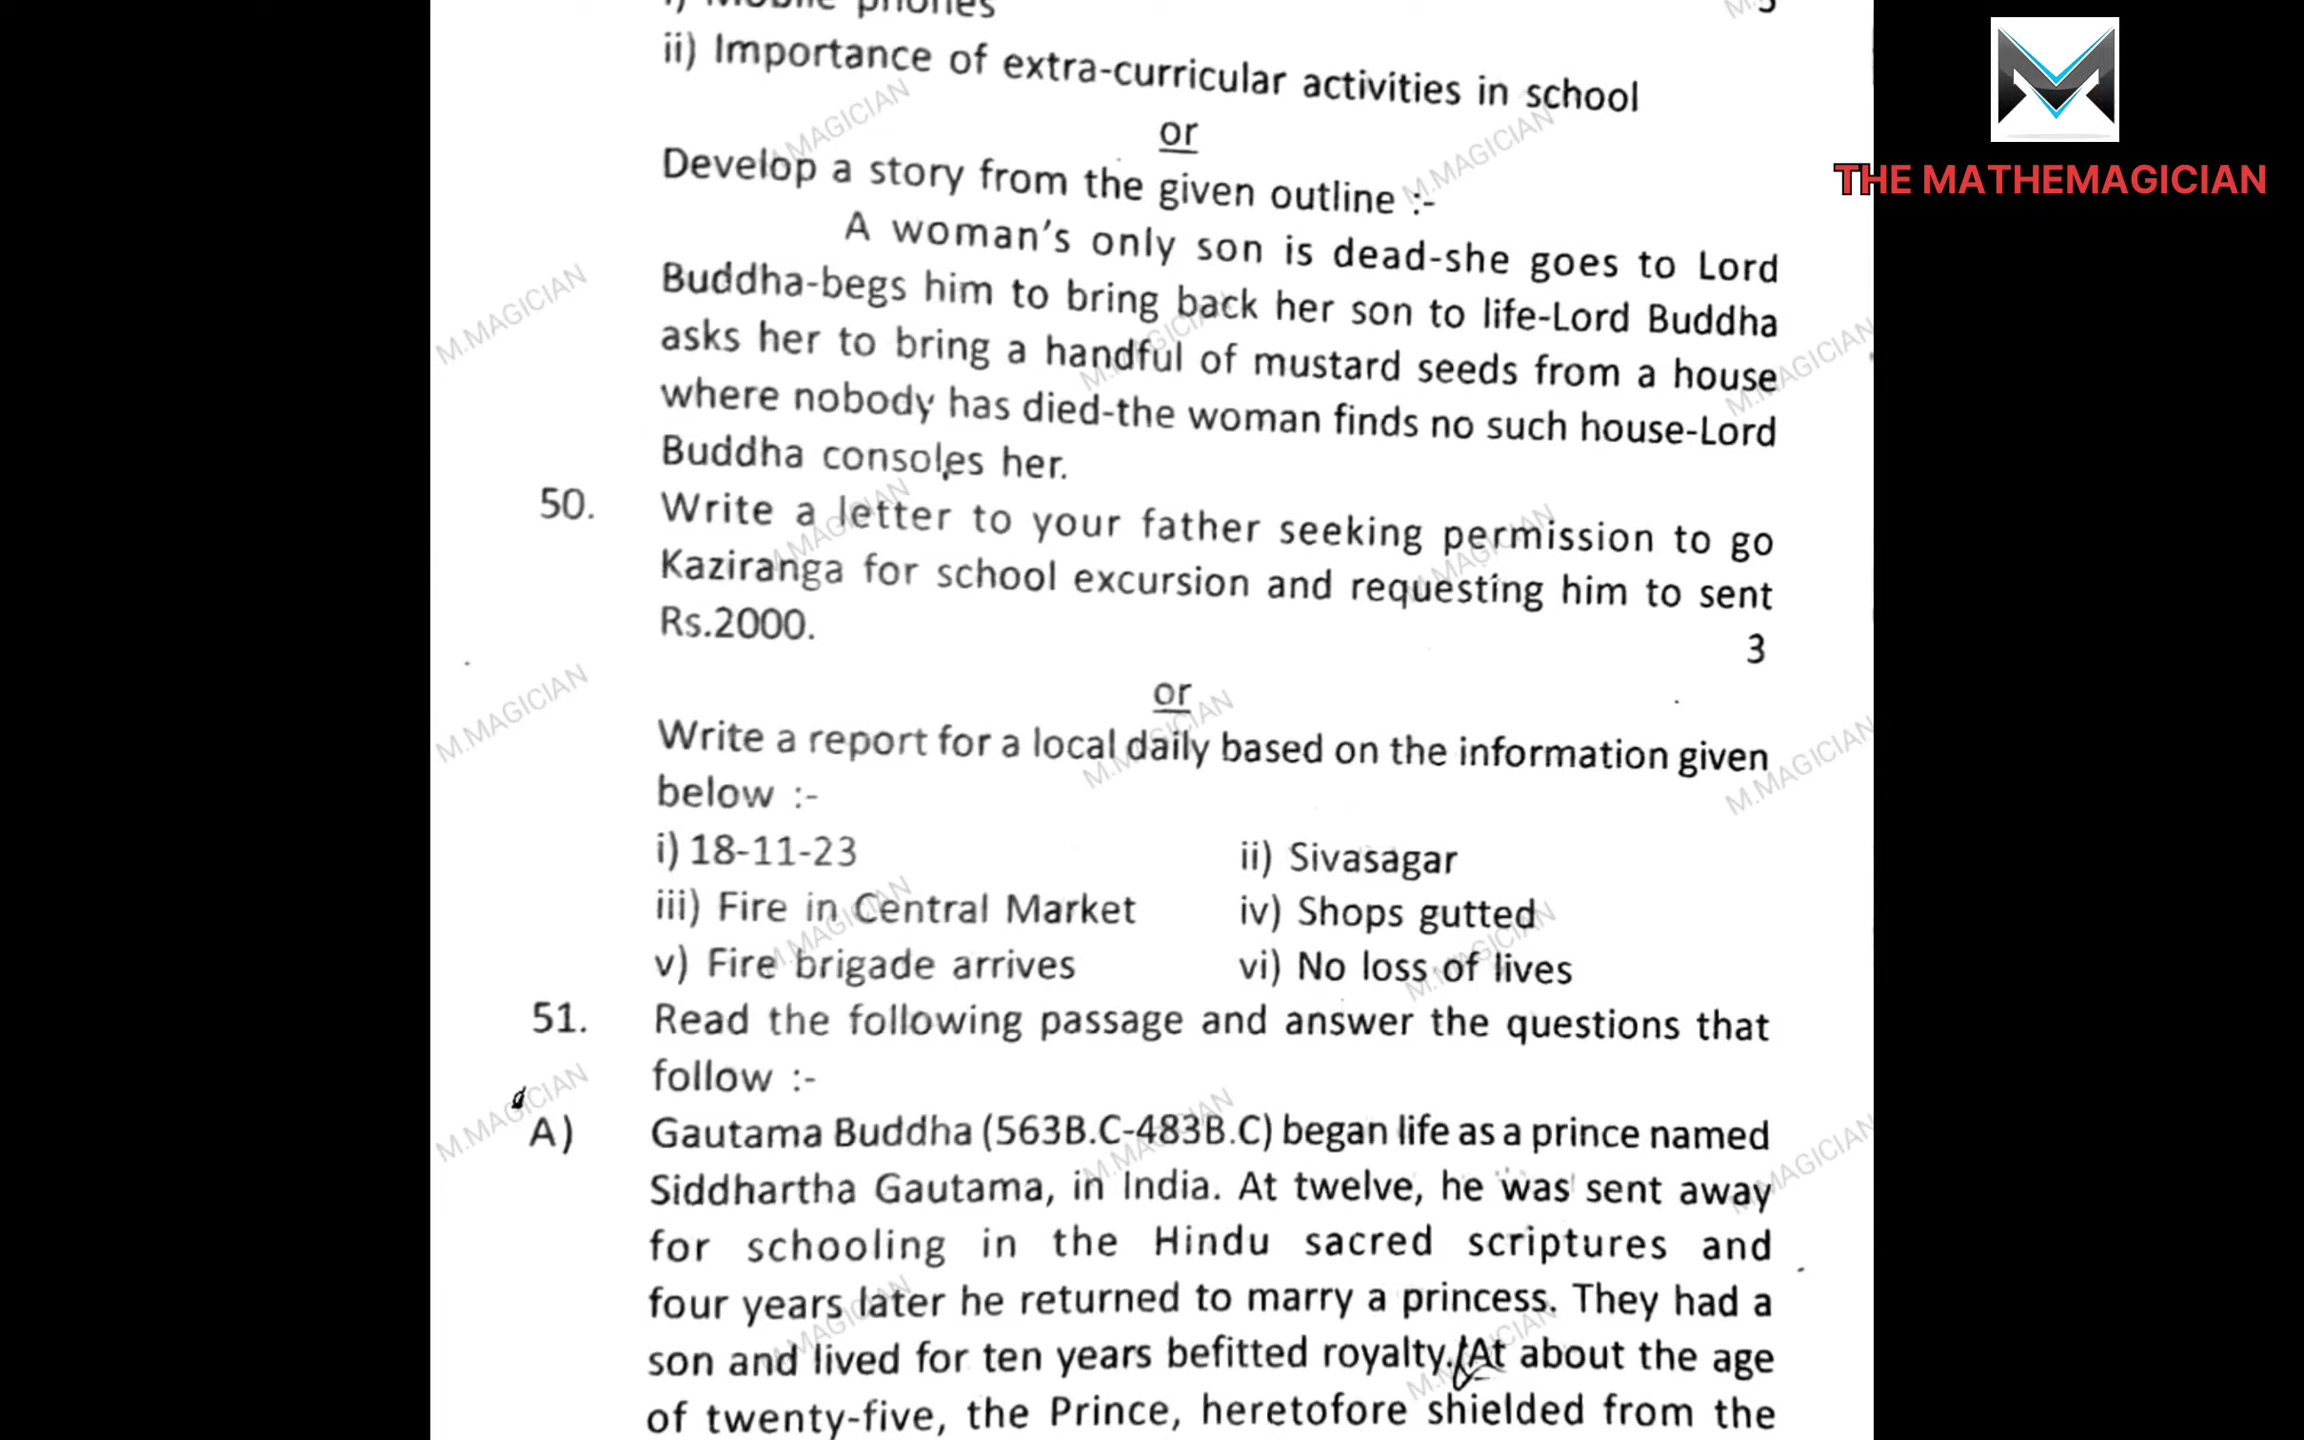 i) Mobile phones
ii) Importance of extra-curricular activities in school
or
Develop a story from the given outline :-
A woman's only son is dead-she goes to Lord
Buddha-begs him to bring back her son to life-Lord Buddha
asks her to bring a handful of mustard seeds from a house
where nobody has died-the woman finds no such house-Lord
Buddha consoles her.
50. Write a letter to your father seeking permission to go
Kaziranga for school excursion and requesting him to sent
Rs.2000.
3
or
Write a report for a local daily based on the information given
below :-
i) 18-11-23 ii) Sivasagar
iii) Fire in Central Market iv) Shops gutted
v) Fire brigade arrives vi) No loss of lives
51. Read the following passage and answer the questions that
follow :-
A) Gautama Buddha (563B.C-483B.C) began life as a prince named
Siddhartha Gautama, in India. At twelve, he was sent away
for schooling in the Hindu sacred scriptures and
four years later he returned to marry a princess. They had a
son and lived for ten years befitted royalty. At about the age
of twenty-five, the Prince, heretofore shielded from the
THE MATHEMAGICIAN
M.MAGICIAN